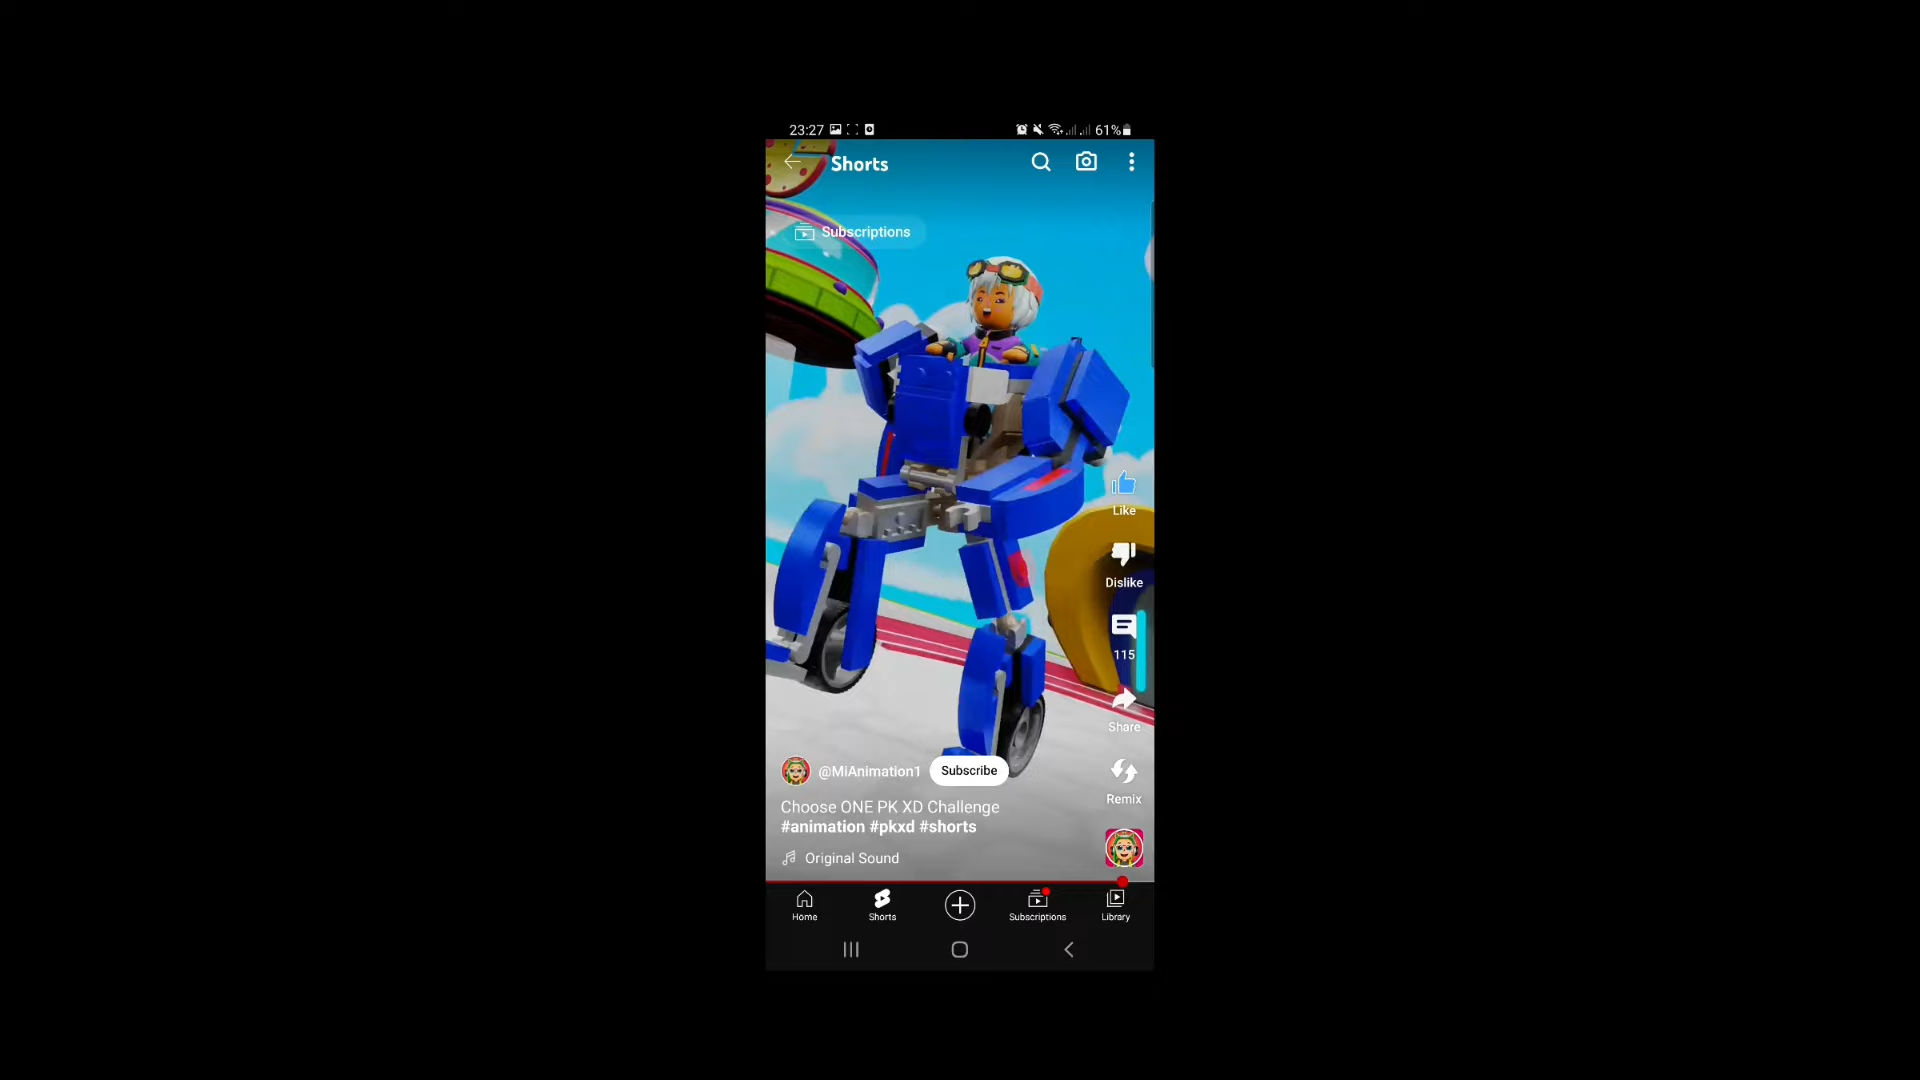 23:27
61%
Shorts
Subscriptions
Like
Dislike
115
Share
@MiAnimation1 Subscribe
Remix
Choose ONE PK XD Challenge
#animation #pkxd #shorts
Original Sound
Home
Shorts
Subscriptions
Library